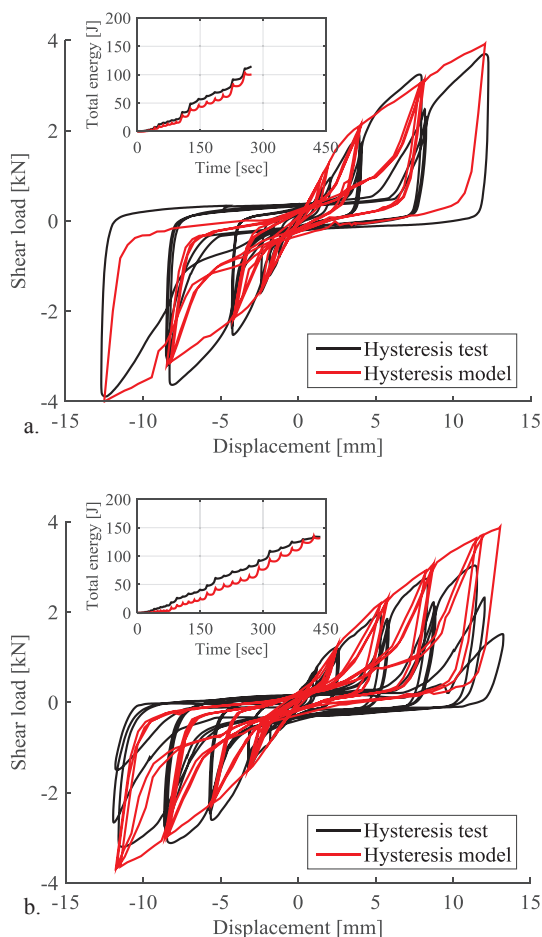 200
150
100
50
0
Total energy [J]
0 150 300 450
Time [sec]
4
2
0
-2
-4
Shear load [kN]
Hysteresis test
Hysteresis model
a.
-15 -10 -5 0 5 10 15
Displacement [mm]
200
150
100
50
0
Total energy [J]
0 150 300 450
Time [sec]
4
2
0
-2
-4
Shear load [kN]
Hysteresis test
Hysteresis model
b.
-15 -10 -5 0 5 10 15
Displacement [mm]